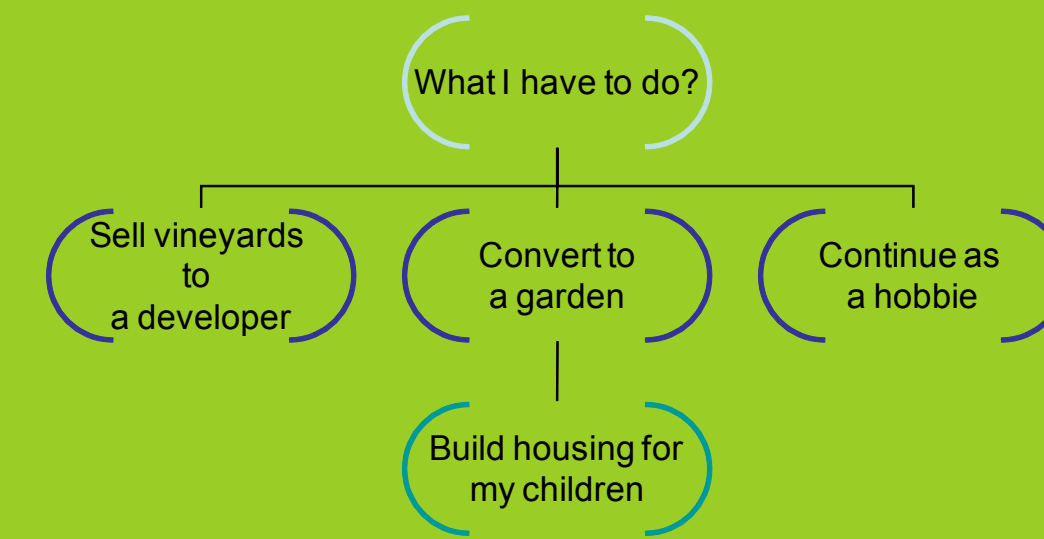 What I have to do?
Sell vineyards
to
a developer
Convert to
a garden
Continue as
a hobbie
Build housing for
my children